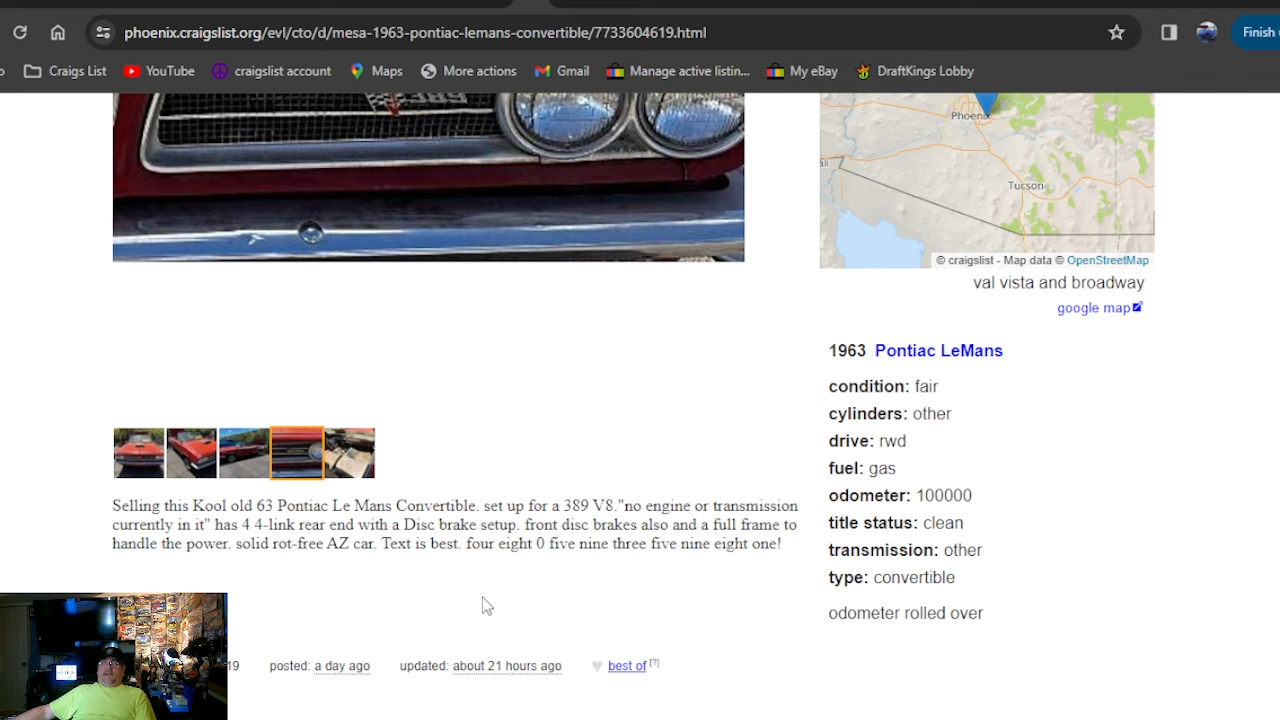 phoenix.craigslist.org/evl/cto/d/mesa-1963-pontiac-lemans-convertible/7733604619.html
Finish
Craigs List
YouTube
craigslist account
Maps
More actions
Gmail
Manage active listin...
My eBay
DraftKings Lobby
Phoenix
Tucson
© craigslist - Map data © OpenStreetMap
val vista and broadway
google map
1963 Pontiac LeMans
condition: fair
cylinders: other
drive: rwd
fuel: gas
odometer: 100000
title status: clean
transmission: other
type: convertible
odometer rolled over
Selling this Kool old 63 Pontiac Le Mans Convertible. set up for a 389 V8."no engine or transmission
currently in it" has 4 4-link rear end with a Disc brake setup. front disc brakes also and a full frame to
handle the power. solid rot-free AZ car. Text is best. four eight 0 five nine three five nine eight one!
19
posted: a day ago
updated: about 21 hours ago
best of [?]